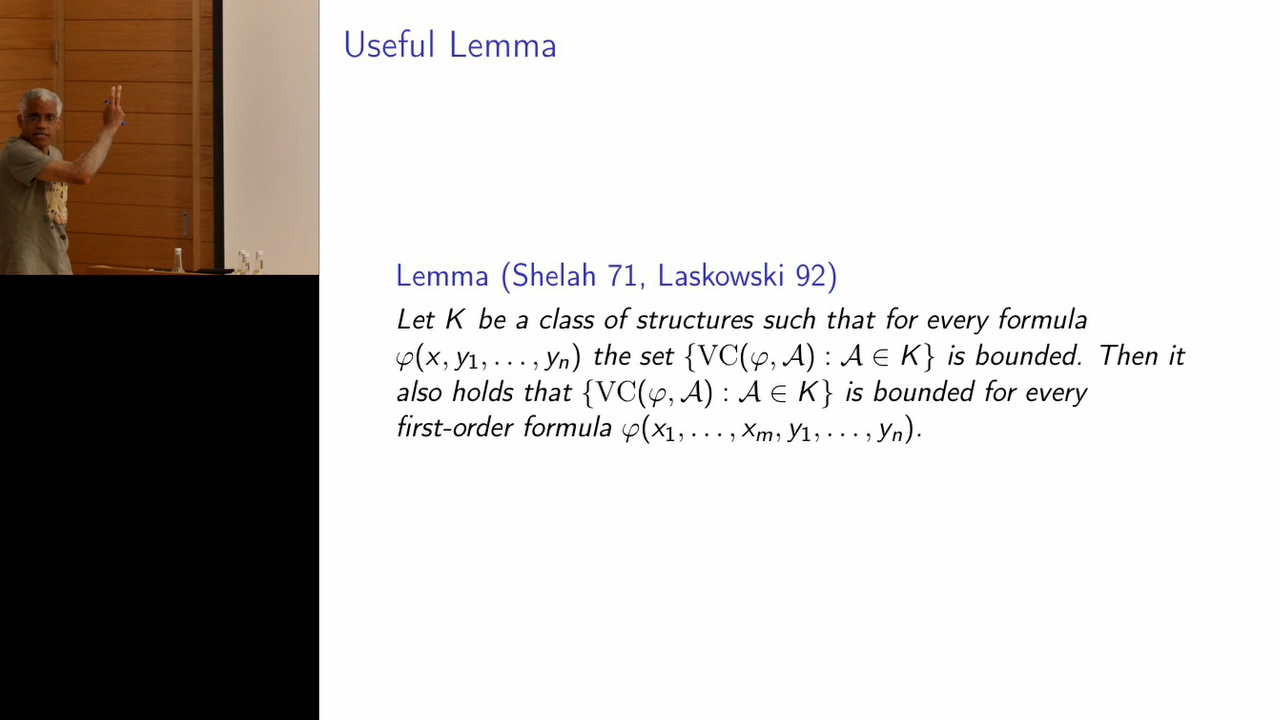 Useful Lemma
Lemma (Shelah 71, Laskowski 92)
Let K be a class of structures such that for every formula
φ(x, y₁, . . . , yₙ) the set {VC(φ, 𝒜) : 𝒜 ∈ K} is bounded. Then it
also holds that {VC(φ, 𝒜) : 𝒜 ∈ K} is bounded for every
first-order formula φ(x₁, . . . , xₘ, y₁, . . . , yₙ).